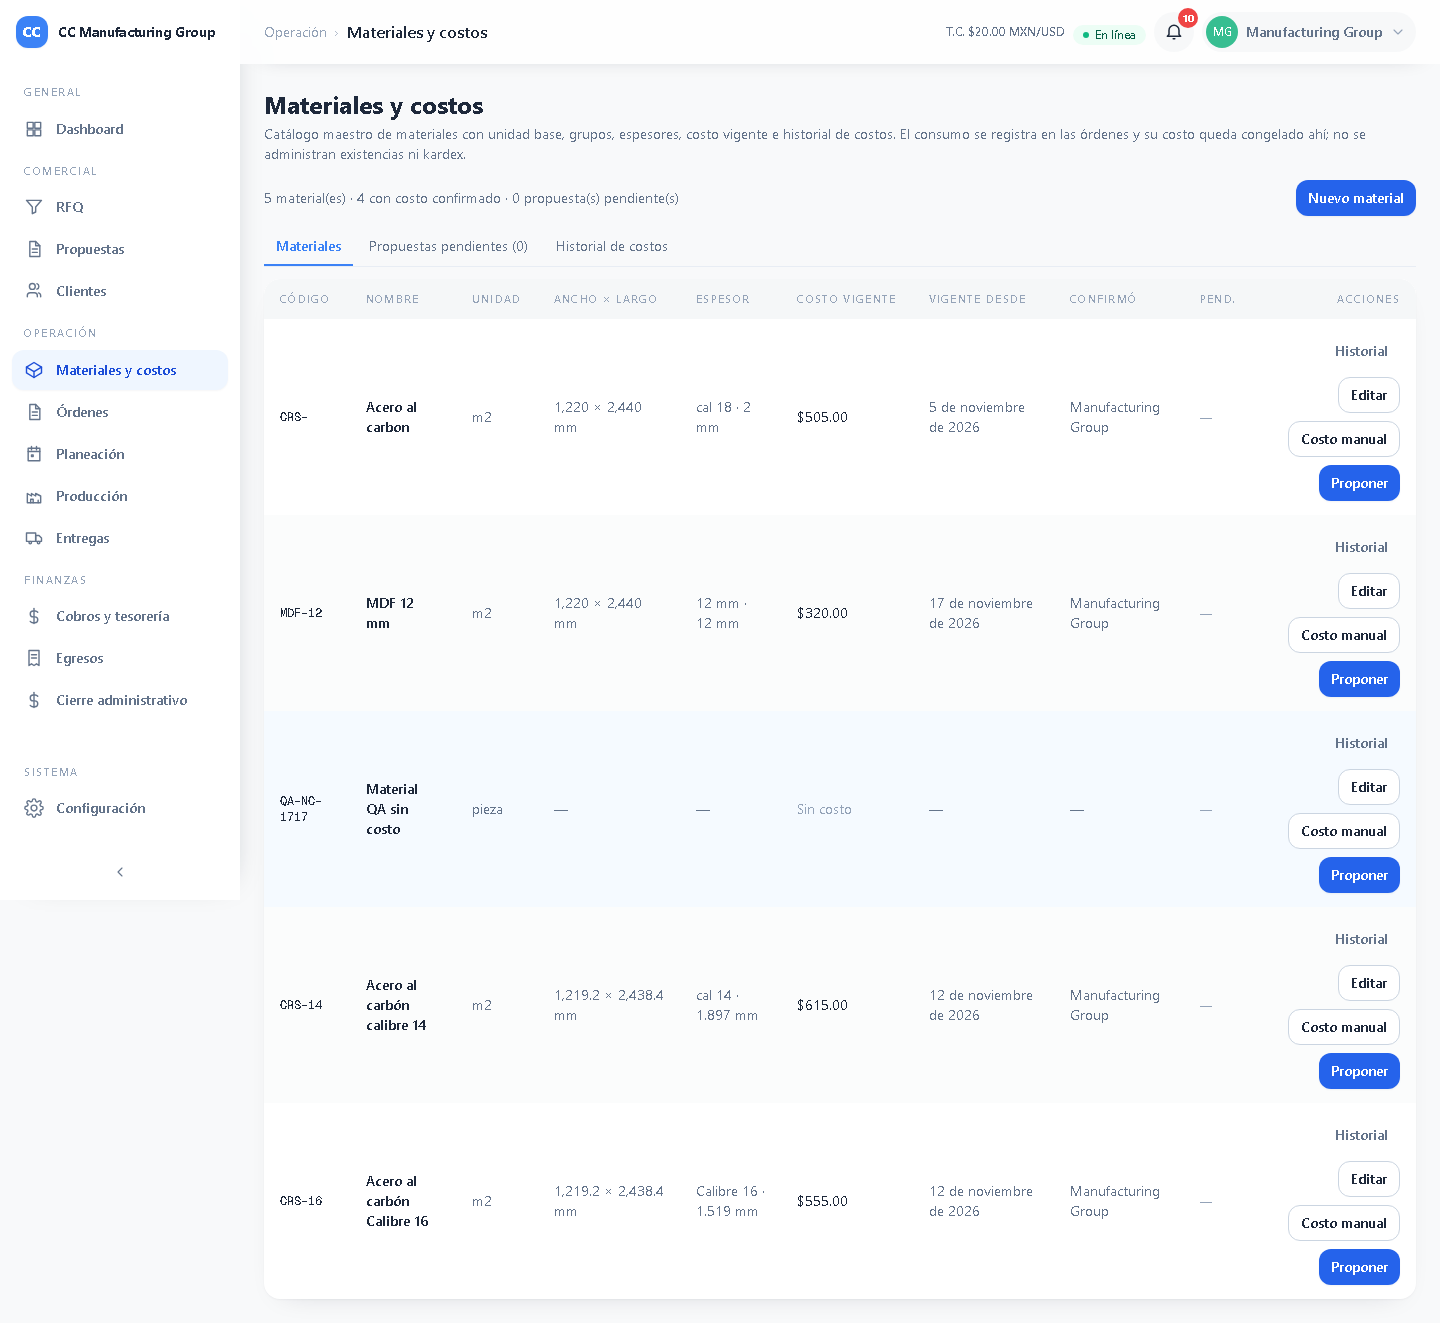 CC
CC Manufacturing Group
Operación › Materiales y costos
T.C. $20.00 MXN/USD
En línea
10
MG
Manufacturing Group
GENERAL
Dashboard
COMERCIAL
RFQ
Propuestas
Clientes
OPERACIÓN
Materiales y costos
Órdenes
Planeación
Producción
Entregas
FINANZAS
Cobros y tesorería
Egresos
Cierre administrativo
SISTEMA
Configuración
Materiales y costos
Catálogo maestro de materiales con unidad base, grupos, espesores, costo vigente e historial de costos. El consumo se registra en las órdenes y su costo queda congelado ahí; no se
administran existencias ni kardex.
5 material(es) · 4 con costo confirmado · 0 propuesta(s) pendiente(s)
Nuevo material
Materiales
Propuestas pendientes (0)
Historial de costos
CÓDIGO NOMBRE UNIDAD ANCHO × LARGO ESPESOR COSTO VIGENTE VIGENTE DESDE CONFIRMÓ PEND. ACCIONES
CRS-
Acero al
carbon
m2
1,220 × 2,440
mm
cal 18 · 2
mm
$505.00
5 de noviembre
de 2026
Manufacturing
Group
—
Historial
Editar
Costo manual
Proponer
MDF-12
MDF 12
mm
m2
1,220 × 2,440
mm
12 mm ·
12 mm
$320.00
17 de noviembre
de 2026
Manufacturing
Group
—
Historial
Editar
Costo manual
Proponer
QA-NC-
1717
Material
QA sin
costo
pieza
—
—
Sin costo
—
—
—
Historial
Editar
Costo manual
Proponer
CRS-14
Acero al
carbón
calibre 14
m2
1,219.2 × 2,438.4
mm
cal 14 ·
1.897 mm
$615.00
12 de noviembre
de 2026
Manufacturing
Group
—
Historial
Editar
Costo manual
Proponer
CRS-16
Acero al
carbón
Calibre 16
m2
1,219.2 × 2,438.4
mm
Calibre 16 ·
1.519 mm
$555.00
12 de noviembre
de 2026
Manufacturing
Group
—
Historial
Editar
Costo manual
Proponer